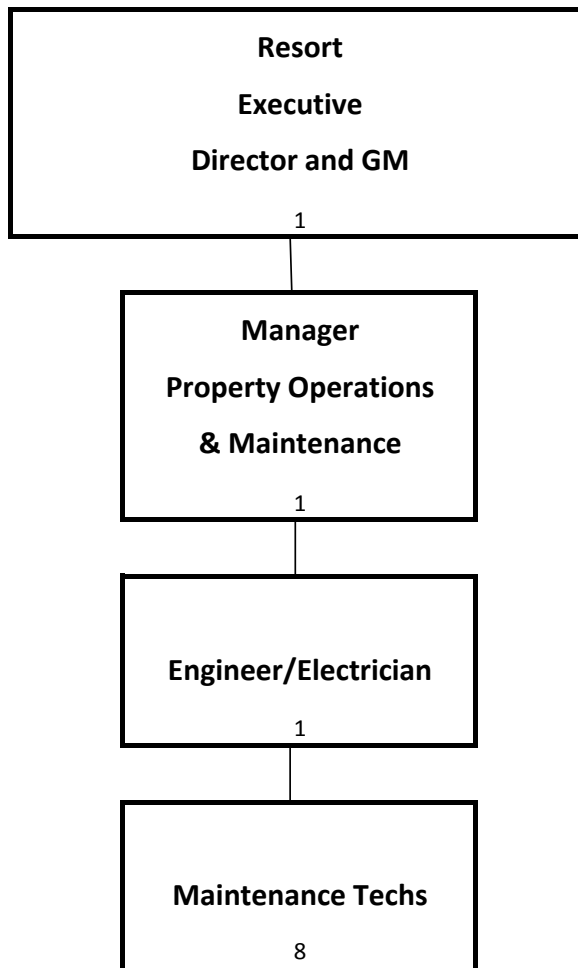 Resort
Executive
Director and GM
1
Manager
Property Operations
& Maintenance
1
Engineer/Electrician
1
Maintenance Techs
8